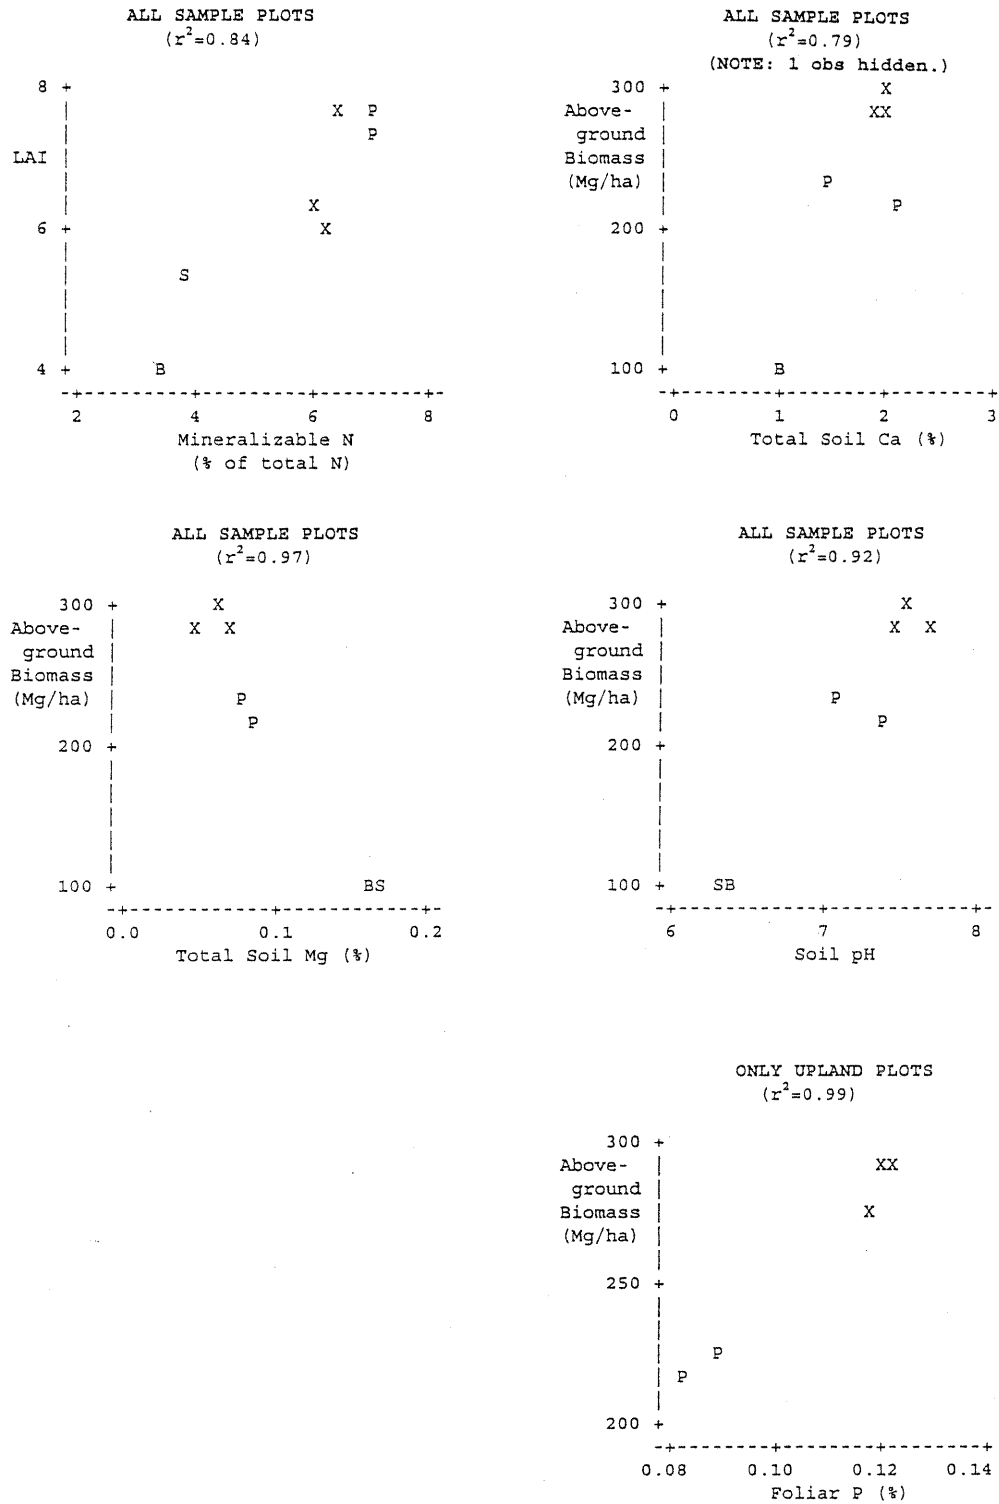 ALL SAMPLE PLOTS
(r²=0.84)
8
X P
P
LAI
X
6
X
S
4
B
2 4 6 8
Mineralizable N
(% of total N)
ALL SAMPLE PLOTS
(r²=0.79)
(NOTE: 1 obs hidden.)
300
X
Above-
XX
ground
Biomass
(Mg/ha)
P
P
200
100
B
0 1 2 3
Total Soil Ca (%)
ALL SAMPLE PLOTS
(r²=0.97)
300
X
Above-
X X
ground
Biomass
(Mg/ha)
P
P
200
100
BS
0.0 0.1 0.2
Total Soil Mg (%)
ALL SAMPLE PLOTS
(r²=0.92)
300
X
Above-
X X
ground
Biomass
(Mg/ha)
P
P
200
100
SB
6 7 8
Soil pH
ONLY UPLAND PLOTS
(r²=0.99)
300
Above-
XX
ground
Biomass
X
(Mg/ha)
250
P
P
200
0.08 0.10 0.12 0.14
Foliar P (%)